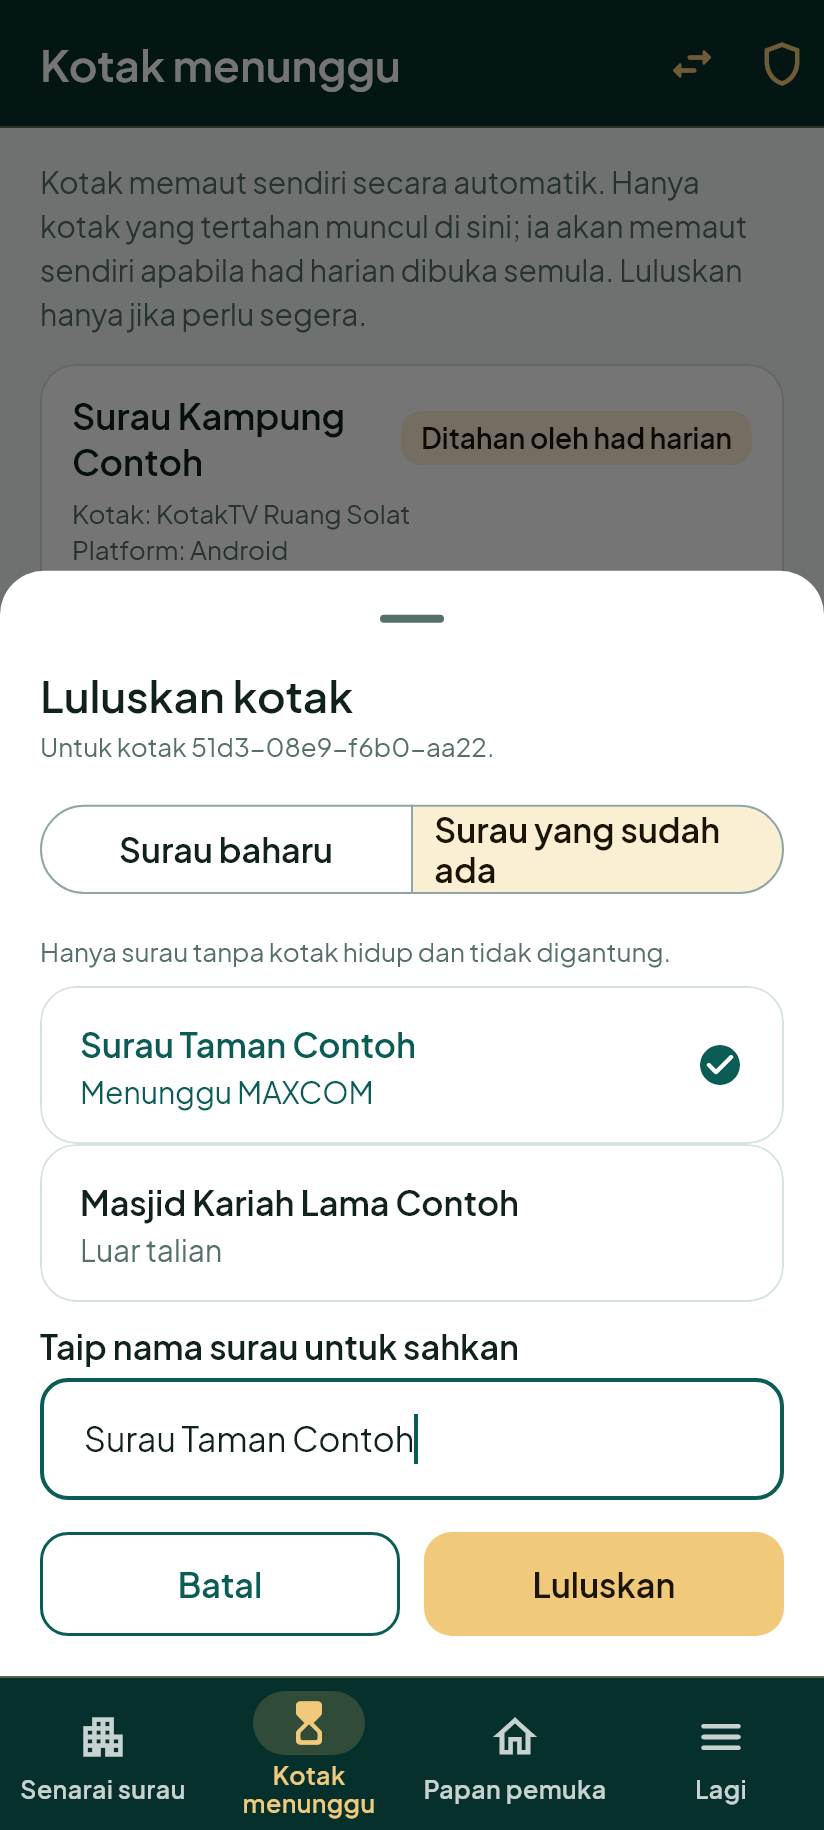 Kotak menunggu
Kotak memaut sendiri secara automatik. Hanya
kotak yang tertahan muncul di sini; ia akan memaut
sendiri apabila had harian dibuka semula. Luluskan
hanya jika perlu segera.
Surau Kampung
Contoh
Ditahan oleh had harian
Kotak: KotakTV Ruang Solat
Platform: Android
Luluskan kotak
Untuk kotak 51d3–08e9–f6b0–aa22.
Surau baharu
Surau yang sudah
ada
Hanya surau tanpa kotak hidup dan tidak digantung.
Surau Taman Contoh
Menunggu MAXCOM
Masjid Kariah Lama Contoh
Luar talian
Taip nama surau untuk sahkan
Surau Taman Contoh
Batal
Luluskan
Senarai surau
Kotak
menunggu
Papan pemuka
Lagi